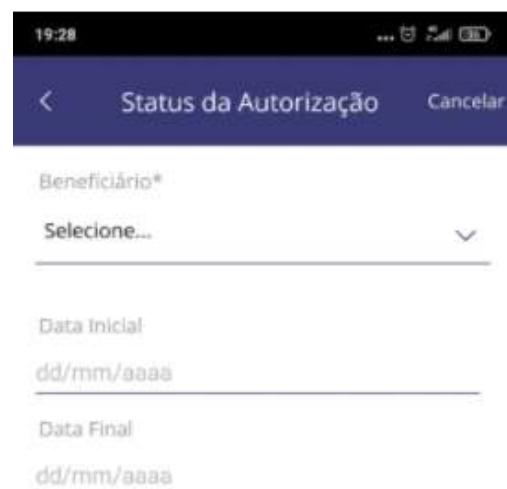 19:28
Status da Autorização Cancelar
Beneficiário*
Selecione...
Data Inicial
dd/mm/aaaa
Data Final
dd/mm/aaaa